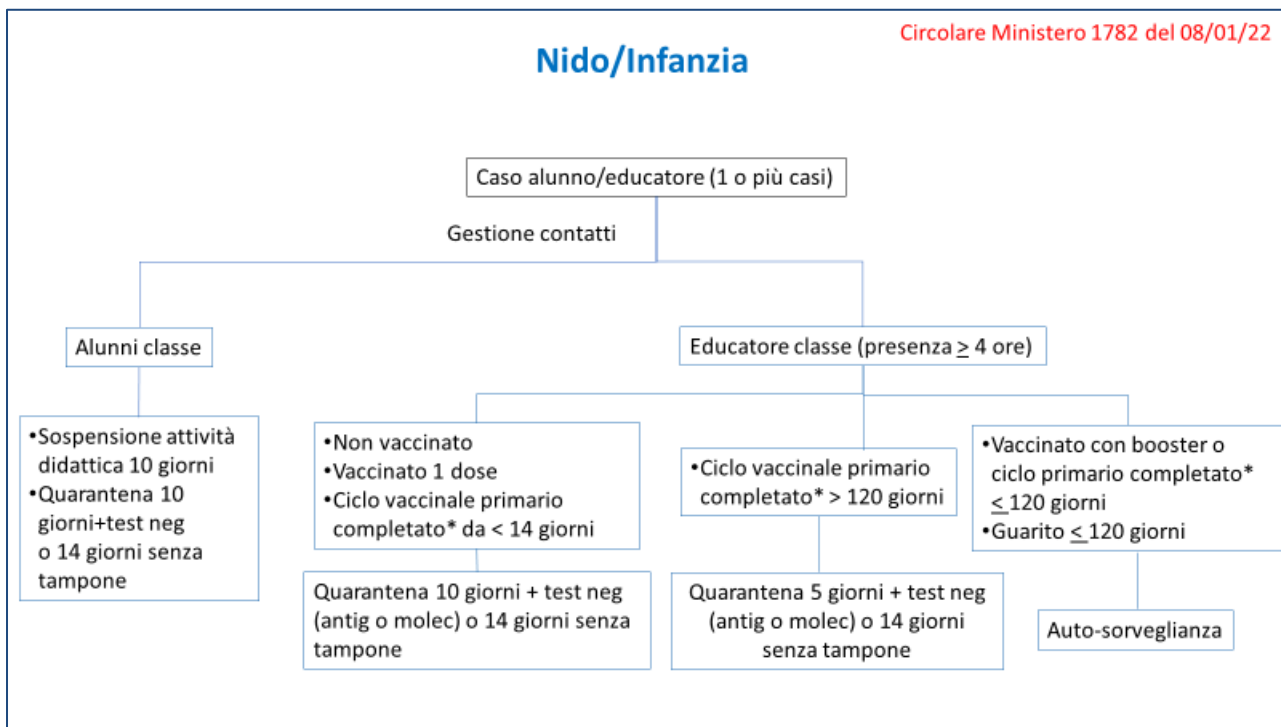 Circolare Ministero 1782 del 08/01/22
Nido/Infanzia
Caso alunno/educatore (1 o più casi)
Gestione contatti
Alunni classe
Educatore classe (presenza ≥ 4 ore)
•Sospensione attività
didattica 10 giorni
•Quarantena 10
giorni+test neg
o 14 giorni senza
tampone
•Non vaccinato
•Vaccinato 1 dose
•Ciclo vaccinale primario
completato* da < 14 giorni
•Ciclo vaccinale primario
completato* > 120 giorni
•Vaccinato con booster o
ciclo primario completato*
≤ 120 giorni
•Guarito ≤ 120 giorni
Quarantena 10 giorni + test neg
(antig o molec) o 14 giorni senza
tampone
Quarantena 5 giorni + test neg
(antig o molec) o 14 giorni
senza tampone
Auto-sorveglianza